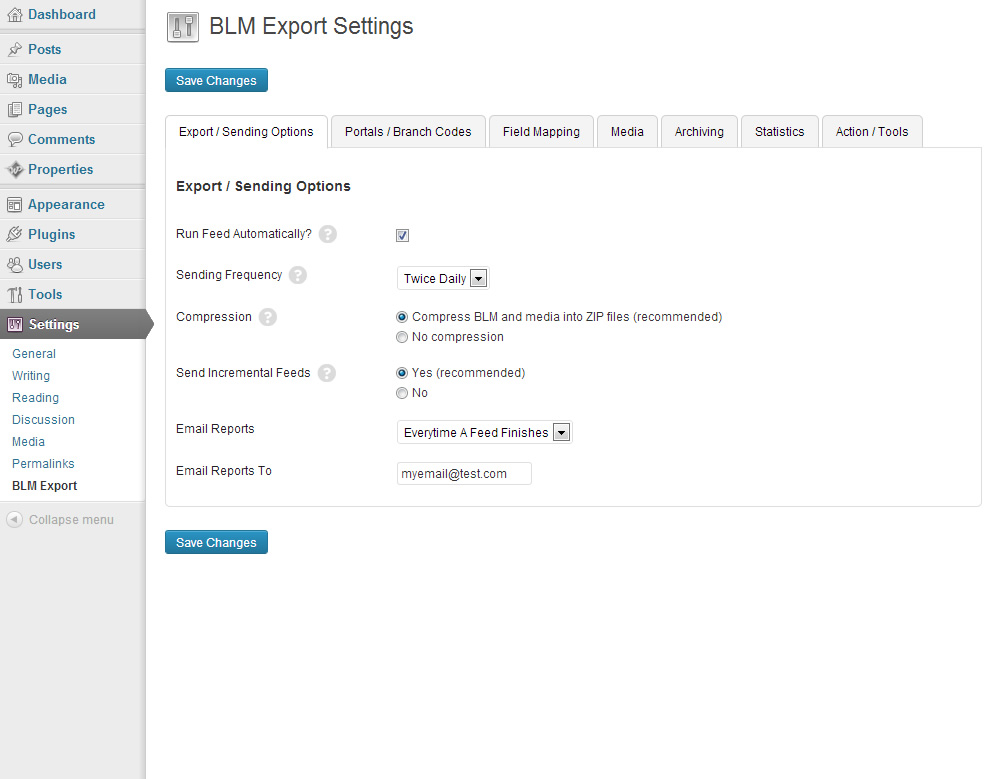 Dashboard
Posts
Media
Pages
Comments
Properties
Appearance
Plugins
Users
Tools
Settings
General
Writing
Reading
Discussion
Media
Permalinks
BLM Export
Collapse menu
BLM Export Settings
Save Changes
Export / Sending Options Portals / Branch Codes Field Mapping Media Archiving Statistics Action / Tools
Export / Sending Options
Run Feed Automatically? ?
Sending Frequency ? Twice Daily
Compression ? Compress BLM and media into ZIP files (recommended)
No compression
Send Incremental Feeds ? Yes (recommended)
No
Email Reports Everytime A Feed Finishes
Email Reports To myemail@test.com
Save Changes